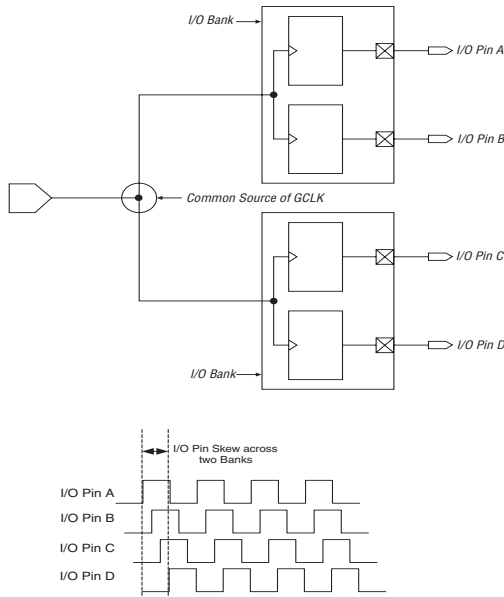 I/O Bank
I/O Pin A
I/O Pin B
Common Source of GCLK
I/O Pin C
I/O Pin D
I/O Bank
I/O Pin Skew across
two Banks
I/O Pin A
I/O Pin B
I/O Pin C
I/O Pin D